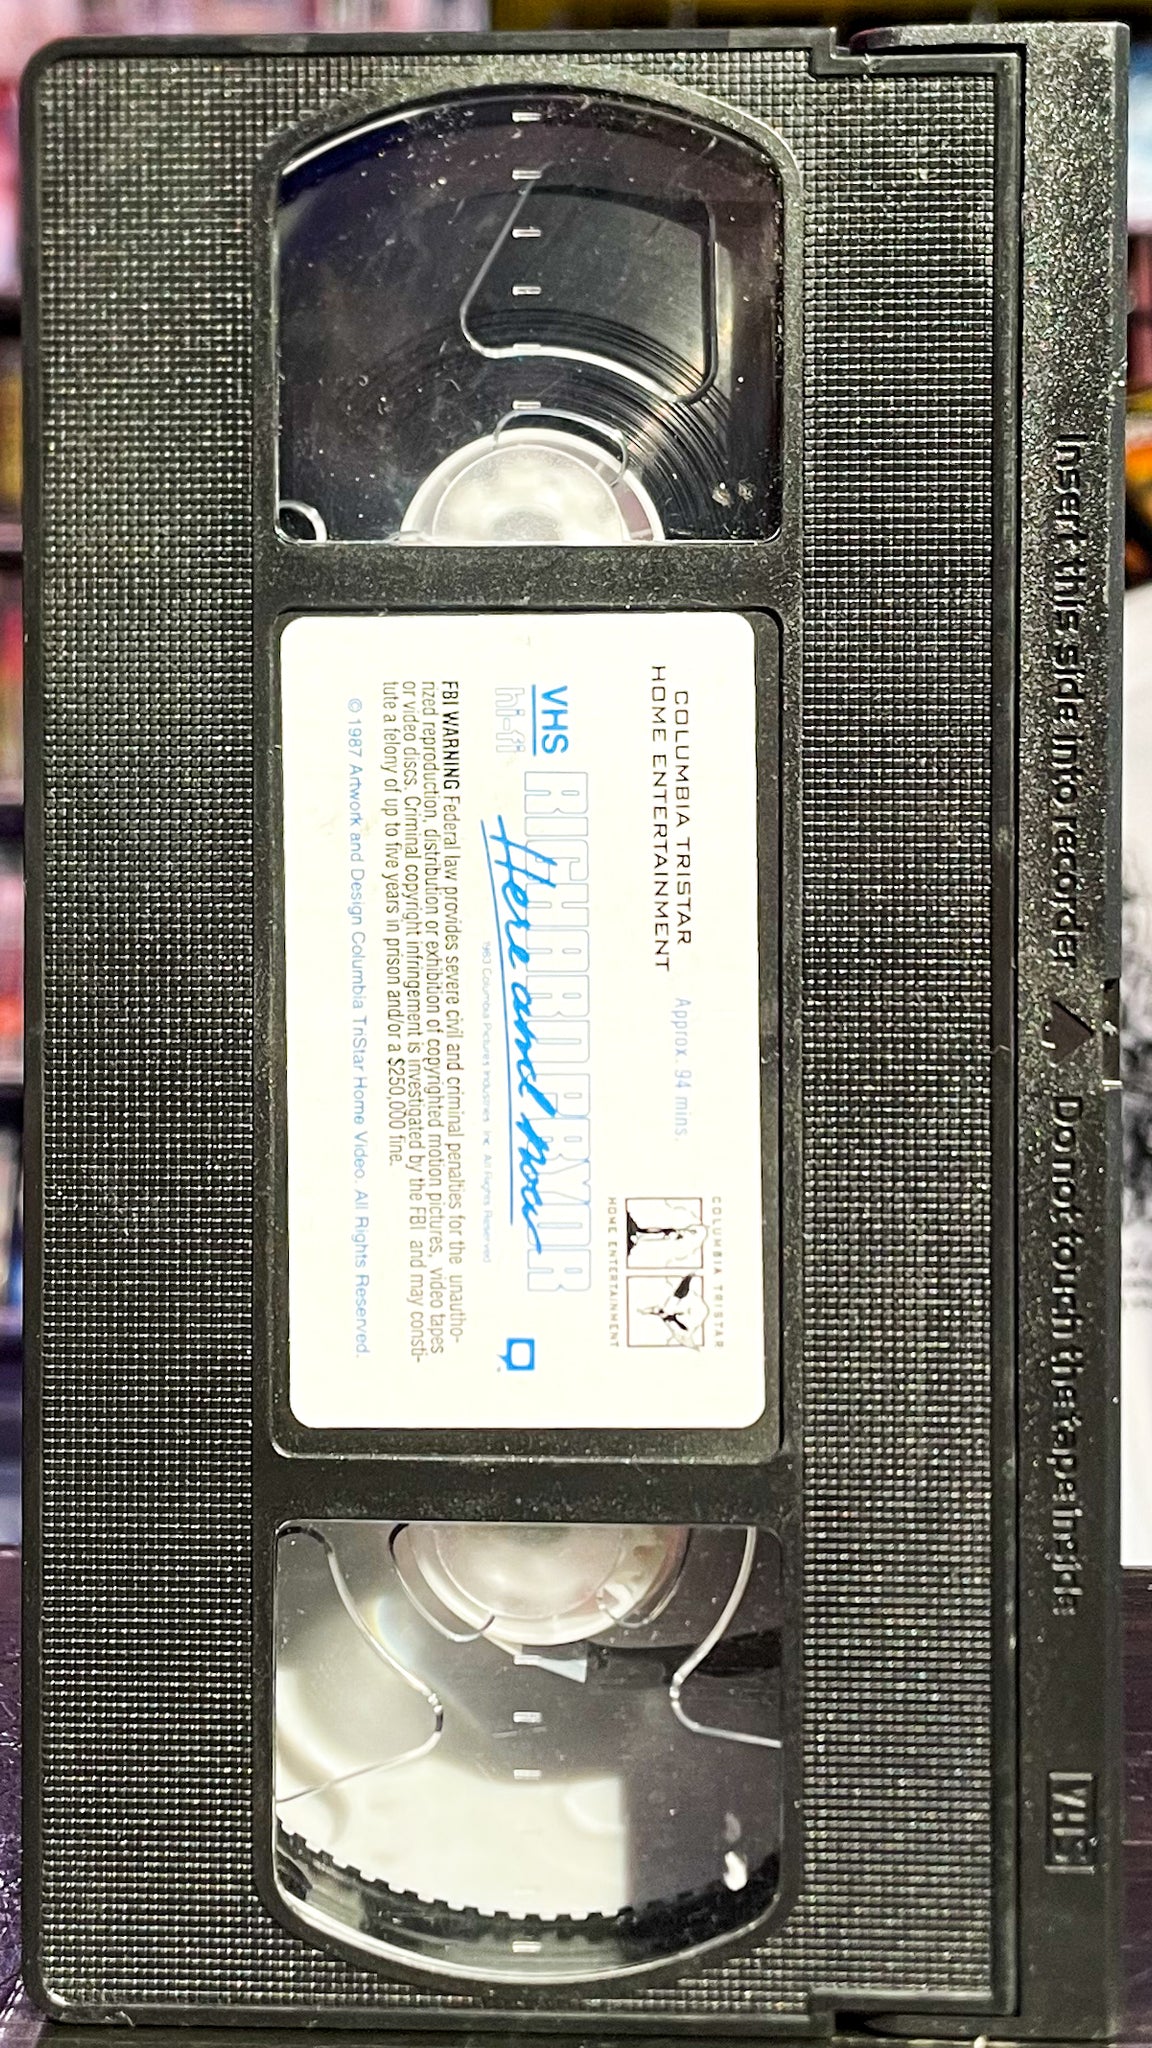 Insert this side into recorder △ Do not touch the tape inside
VHS
COLUMBIA TRISTAR
HOME ENTERTAINMENT
Approx. 94 mins.
COLUMBIA TRISTAR
HOME ENTERTAINMENT
VHS
hi-fi
RICHARD PRYOR
Here and Now
1983 Columbia Pictures Industries, Inc. All Rights Reserved
FBI WARNING Federal law provides severe civil and criminal penalties for the unautho-
rized reproduction, distribution or exhibition of copyrighted motion pictures, video tapes
or video discs. Criminal copyright infringement is investigated by the FBI and may consti-
tute a felony of up to five years in prison and/or a $250,000 fine.
© 1987 Artwork and Design Columbia TriStar Home Video. All Rights Reserved.